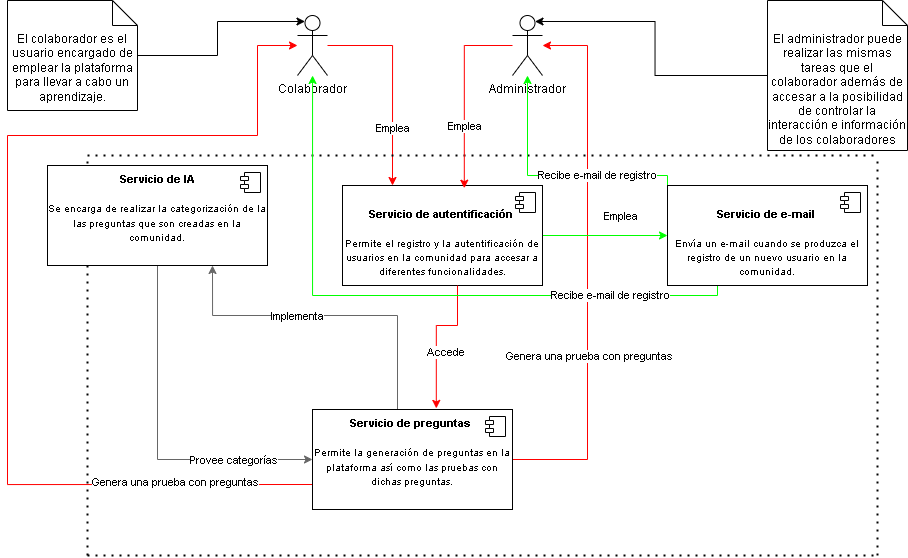 El colaborador es el
usuario encargado de
emplear la plataforma
para llevar a cabo un
aprendizaje.
Colaborador
Administrador
El administrador puede
realizar las mismas
tareas que el
colaborador además de
accesar a la posibilidad
de controlar la
interacción e información
de los colaboradores
Emplea
Emplea
Recibe e-mail de registro
Servicio de IA
Se encarga de realizar la categorización de la
las preguntas que son creadas en la
comunidad.
Servicio de autentificación
Permite el registro y la autentificación de
usuarios en la comunidad para accesar a
diferentes funcionalidades.
Emplea
Servicio de e-mail
Envía un e-mail cuando se produzca el
registro de un nuevo usuario en la
comunidad.
Recibe e-mail de registro
Implementa
Accede
Genera una prueba con preguntas
Servicio de preguntas
Permite la generación de preguntas en la
plataforma así como las pruebas con
dichas preguntas.
Provee categorías
Genera una prueba con preguntas